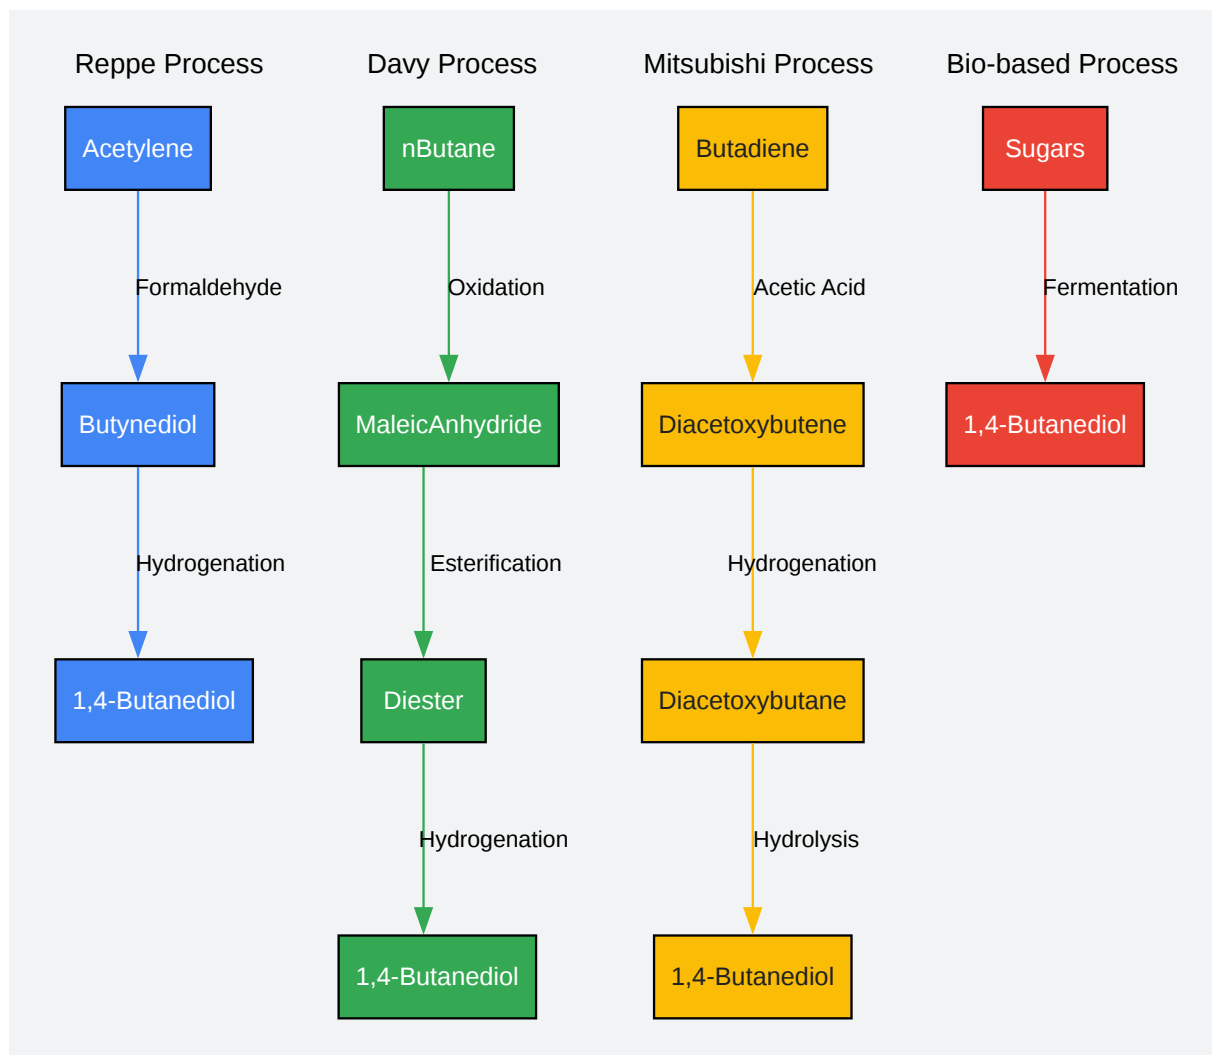 Reppe Process
Davy Process
Mitsubishi Process
Bio-based Process
Acetylene
nButane
Butadiene
Sugars
Formaldehyde
Oxidation
Acetic Acid
Fermentation
Butynediol
MaleicAnhydride
Diacetoxybutene
1,4-Butanediol
Hydrogenation
Esterification
Hydrogenation
1,4-Butanediol
Diester
Diacetoxybutane
Hydrogenation
Hydrolysis
1,4-Butanediol
1,4-Butanediol